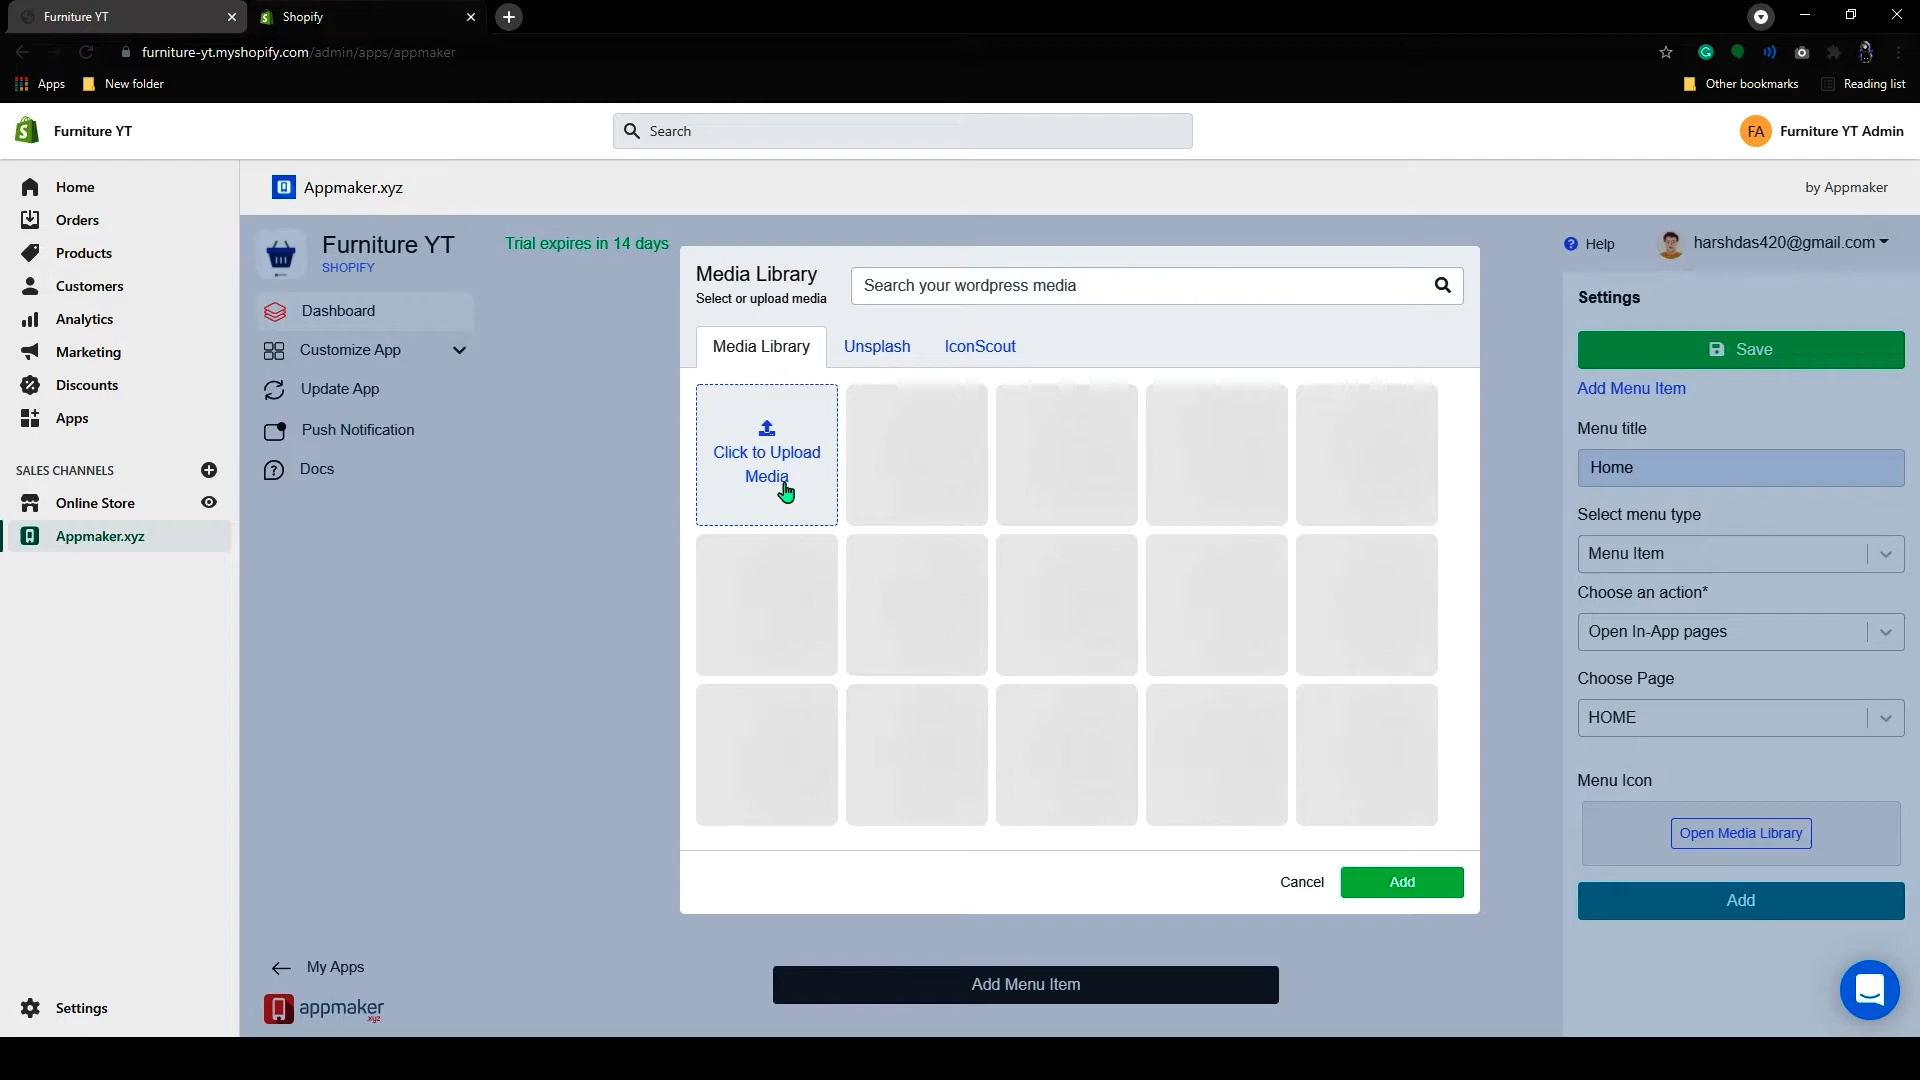 Furniture YT
Shopify
furniture-yt.myshopify.com/admin/apps/appmaker
Apps
New folder
Other bookmarks
Reading list
Furniture YT
Search
FA
Furniture YT Admin
Home
Orders
Products
Customers
Analytics
Marketing
Discounts
Apps
SALES CHANNELS
Online Store
Appmaker.xyz
Settings
Appmaker.xyz
by Appmaker
Furniture YT
SHOPIFY
Trial expires in 14 days
Help
harshdas420@gmail.com
Dashboard
Customize App
Update App
Push Notification
Docs
My Apps
appmaker
.xyz
Media Library
Select or upload media
Search your wordpress media
Media Library
Unsplash
IconScout
Click to Upload
Media
Cancel
Add
Add Menu Item
Settings
Save
Add Menu Item
Menu title
Home
Select menu type
Menu Item
Choose an action*
Open In-App pages
Choose Page
HOME
Menu Icon
Open Media Library
Add